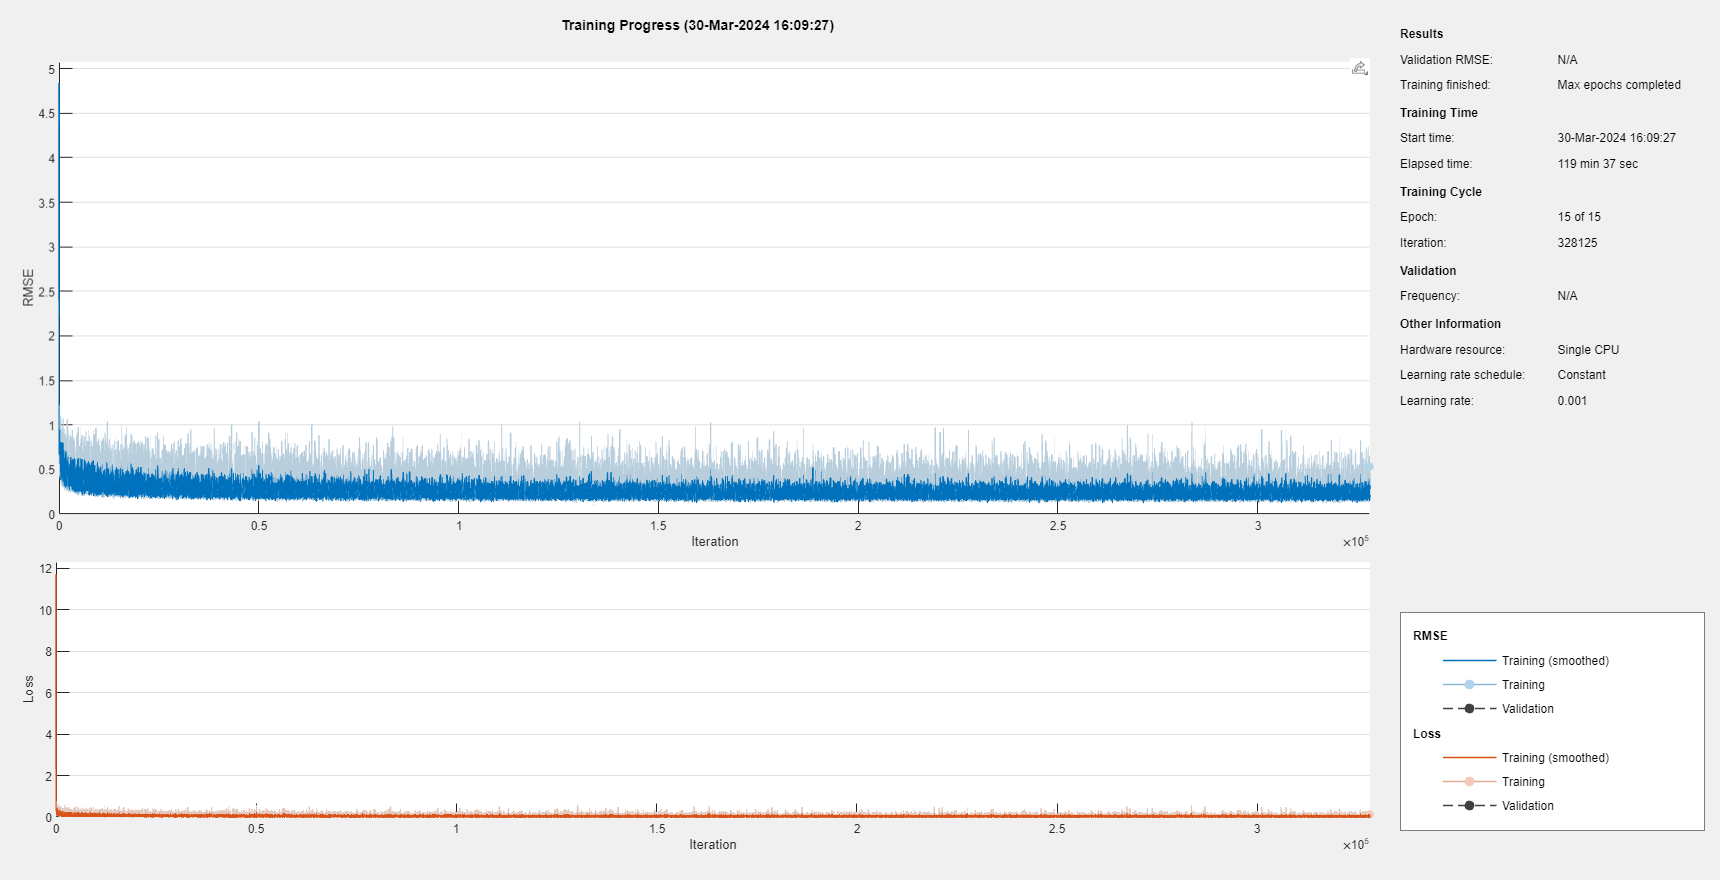 Training Progress (30-Mar-2024 16:09:27)
5
4.5
4
3.5
3
2.5
2
1.5
1
0.5
0
RMSE
0 0.5 1 1.5 2 2.5 3
Iteration
×10⁵
12
10
8
6
4
2
0
Loss
0 0.5 1 1.5 2 2.5 3
Iteration
×10⁵
Results
Validation RMSE: N/A
Training finished: Max epochs completed
Training Time
Start time: 30-Mar-2024 16:09:27
Elapsed time: 119 min 37 sec
Training Cycle
Epoch: 15 of 15
Iteration: 328125
Validation
Frequency: N/A
Other Information
Hardware resource: Single CPU
Learning rate schedule: Constant
Learning rate: 0.001
RMSE
Training (smoothed)
Training
Validation
Loss
Training (smoothed)
Training
Validation